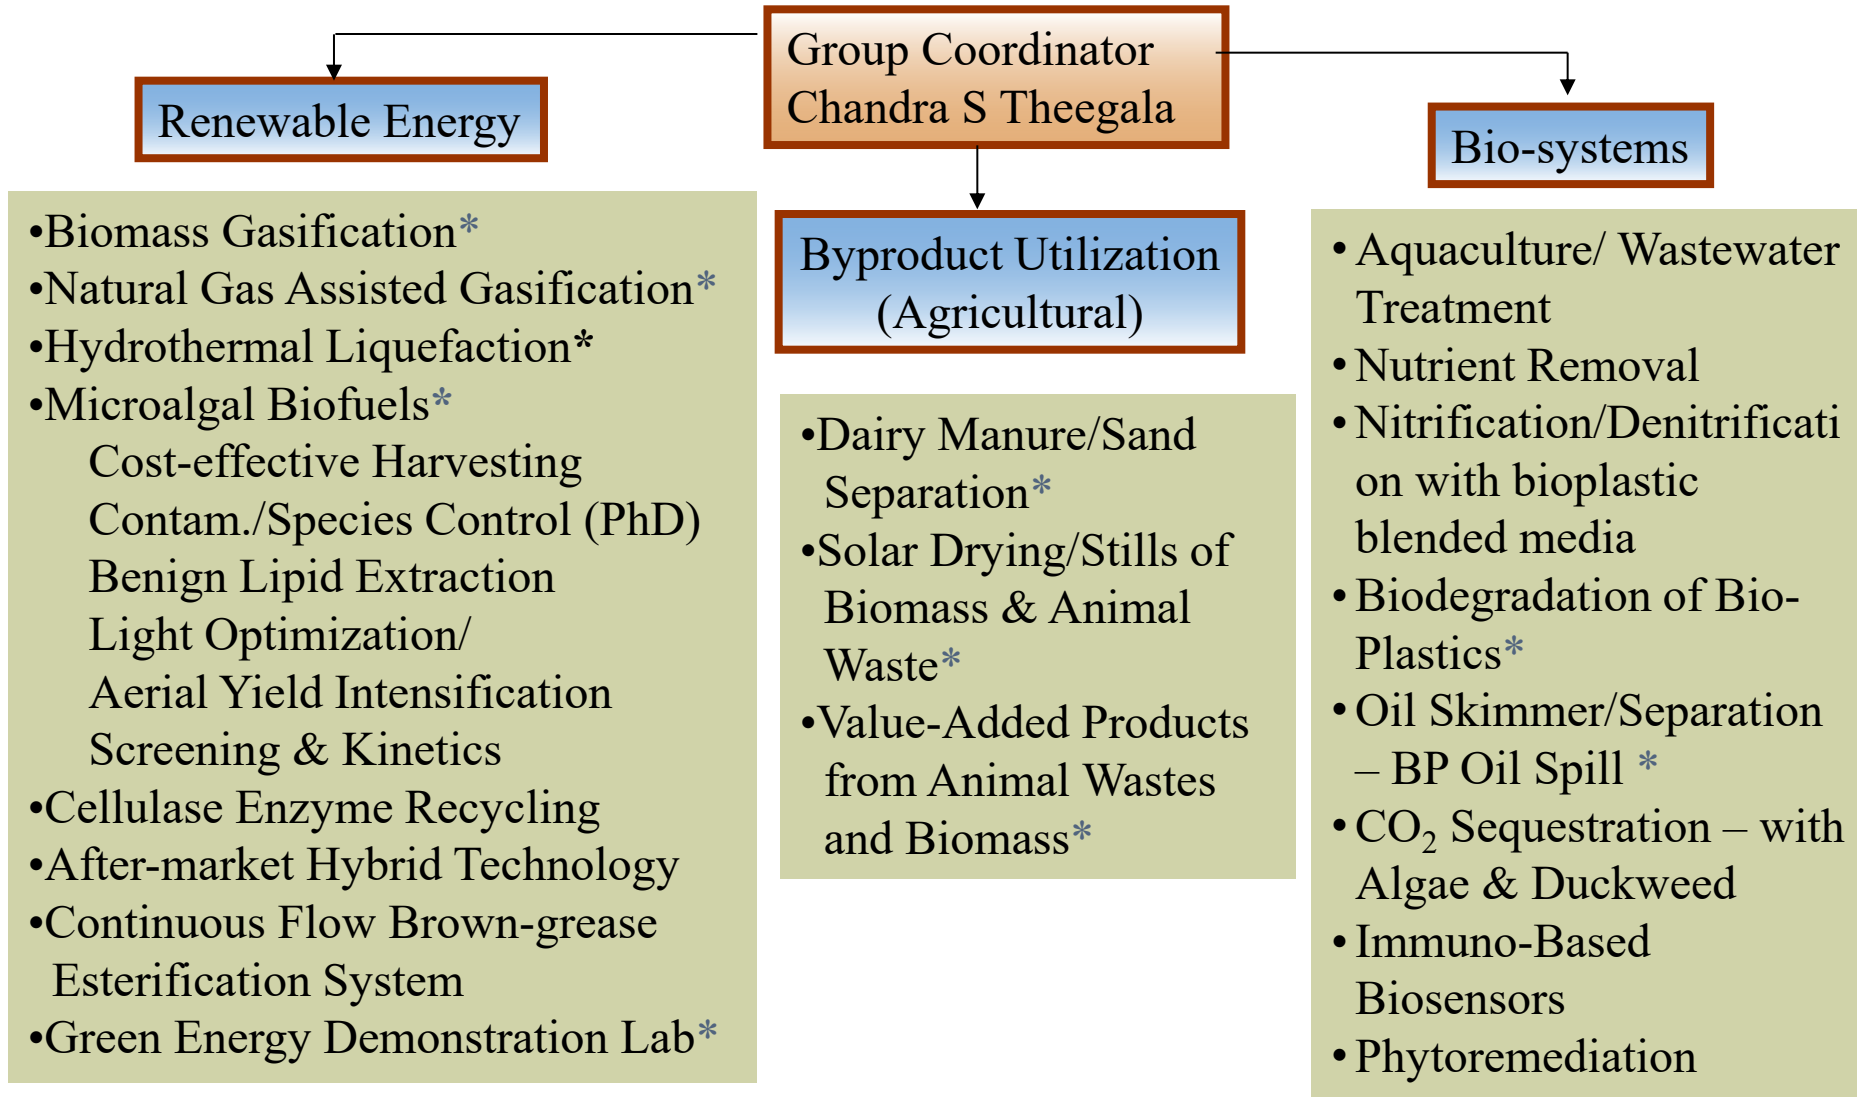 Group Coordinator
Chandra S Theegala
Renewable Energy
•Biomass Gasification*
•Natural Gas Assisted Gasification*
•Hydrothermal Liquefaction*
•Microalgal Biofuels*
Cost-effective Harvesting
Contam./Species Control (PhD)
Benign Lipid Extraction
Light Optimization/
Aerial Yield Intensification
Screening & Kinetics
•Cellulase Enzyme Recycling
•After-market Hybrid Technology
•Continuous Flow Brown-grease
Esterification System
•Green Energy Demonstration Lab*
Byproduct Utilization
(Agricultural)
•Dairy Manure/Sand
Separation*
•Solar Drying/Stills of
Biomass & Animal
Waste*
•Value-Added Products
from Animal Wastes
and Biomass*
Bio-systems
• Aquaculture/ Wastewater
Treatment
• Nutrient Removal
• Nitrification/Denitrificati
on with bioplastic
blended media
• Biodegradation of Bio-
Plastics*
• Oil Skimmer/Separation
– BP Oil Spill *
• CO₂ Sequestration – with
Algae & Duckweed
• Immuno-Based
Biosensors
• Phytoremediation